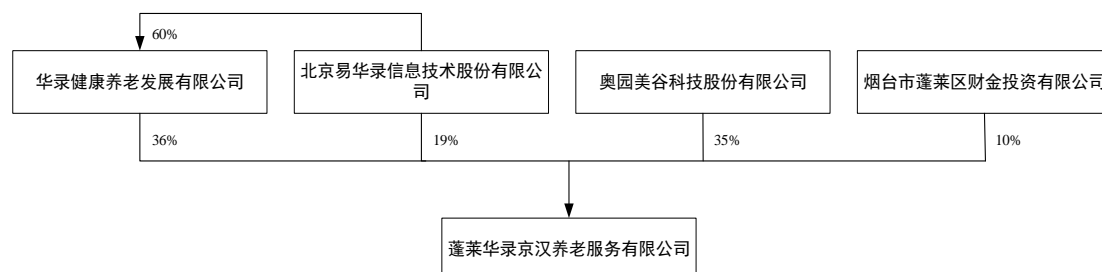 60%
华录健康养老发展有限公司
北京易华录信息技术股份有限公
司
奥园美谷科技股份有限公司
烟台市蓬莱区财金投资有限公司
36%
19%
35%
10%
蓬莱华录京汉养老服务有限公司